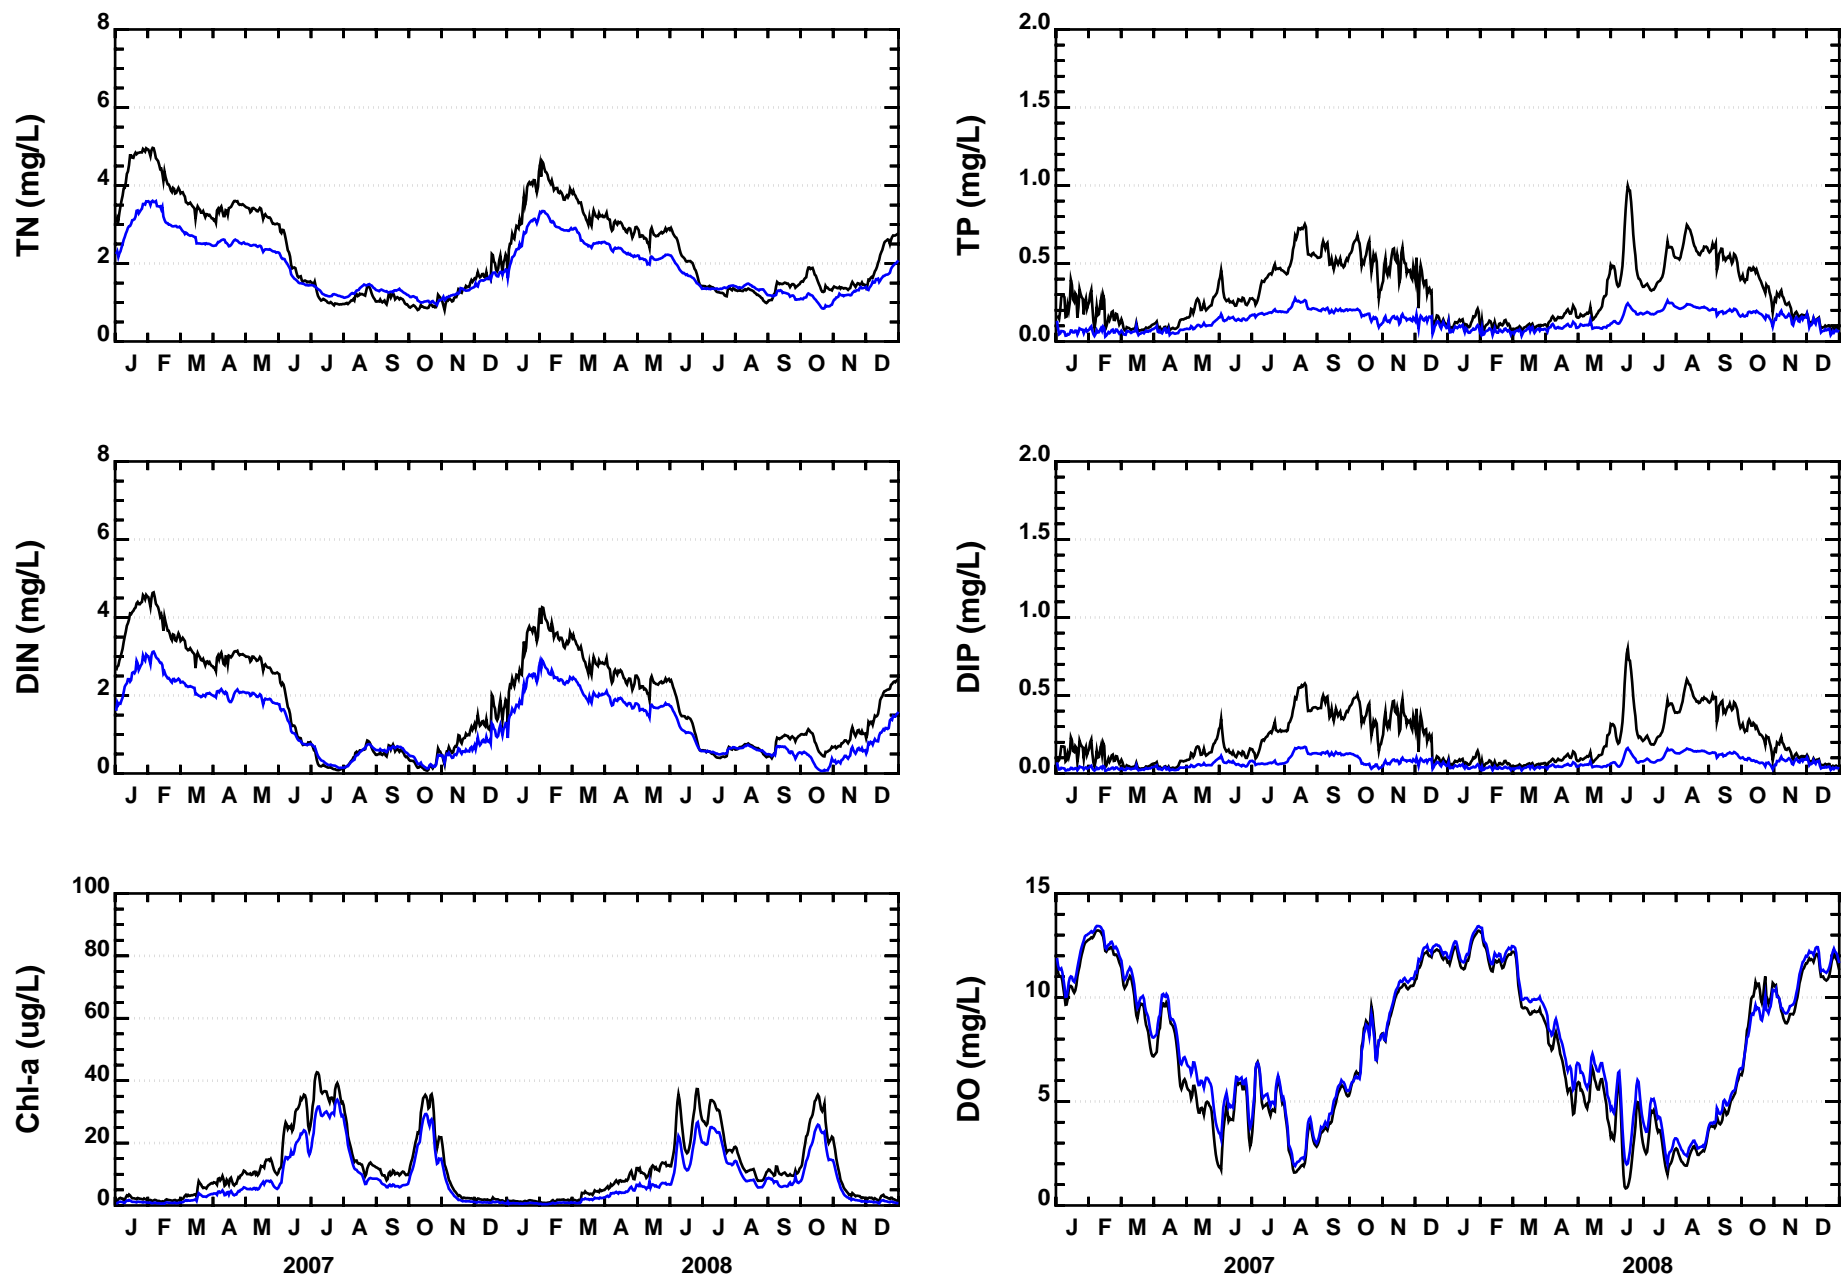 TN (mg/L)
8
6
4
2
0
J F M A M J J A S O N D J F M A M J J A S O N D
TP (mg/L)
2.0
1.5
1.0
0.5
0.0
J F M A M J J A S O N D J F M A M J J A S O N D
DIN (mg/L)
8
6
4
2
0
J F M A M J J A S O N D J F M A M J J A S O N D
DIP (mg/L)
2.0
1.5
1.0
0.5
0.0
J F M A M J J A S O N D J F M A M J J A S O N D
Chl-a (ug/L)
100
80
60
40
20
0
J F M A M J J A S O N D J F M A M J J A S O N D
2007 2008
DO (mg/L)
15
10
5
0
J F M A M J J A S O N D J F M A M J J A S O N D
2007 2008